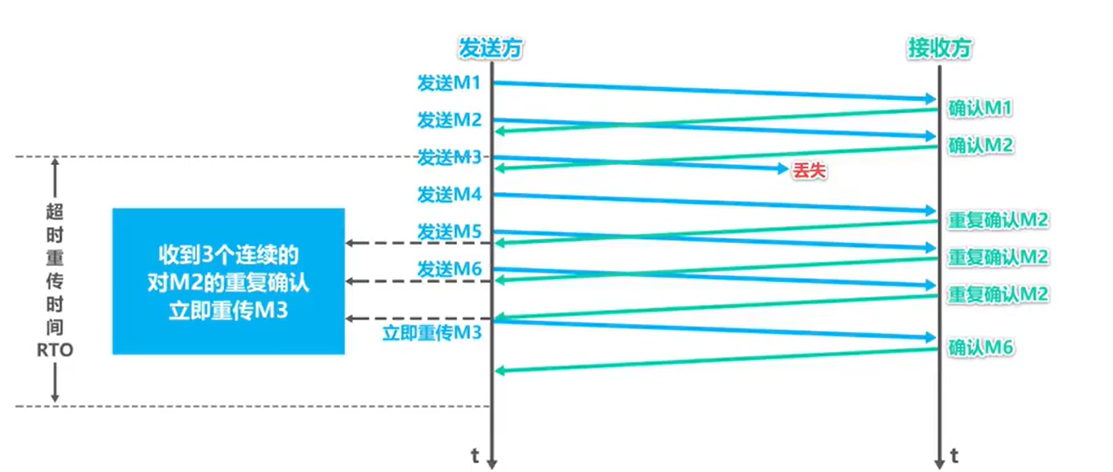 发送方
接收方
发送M1
确认M1
发送M2
确认M2
发送M3
丢失
发送M4
重复确认M2
发送M5
重复确认M2
发送M6
重复确认M2
立即重传M3
确认M6
超
时
重
传
时
间
RTO
收到3个连续的
对M2的重复确认
立即重传M3
t
t